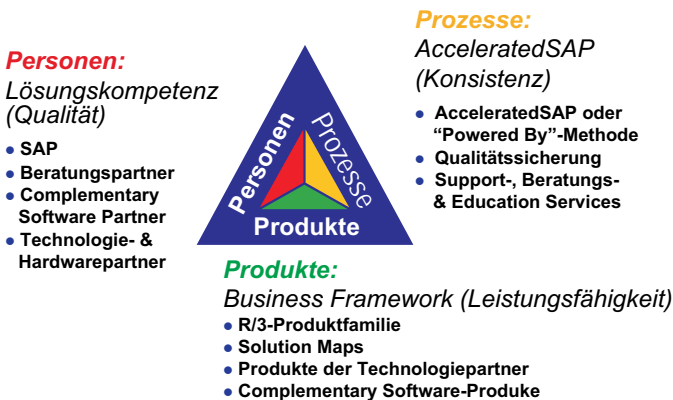 Personen:
Lösungskompetenz
(Qualität)
• SAP
• Beratungspartner
• Complementary
Software Partner
• Technologie- &
Hardwarepartner
Personen
Prozesse
Produkte
Prozesse:
AcceleratedSAP
(Konsistenz)
• AcceleratedSAP oder
“Powered By”-Methode
• Qualitätssicherung
• Support-, Beratungs-
& Education Services
Produkte:
Business Framework (Leistungsfähigkeit)
• R/3-Produktfamilie
• Solution Maps
• Produkte der Technologiepartner
• Complementary Software-Produke